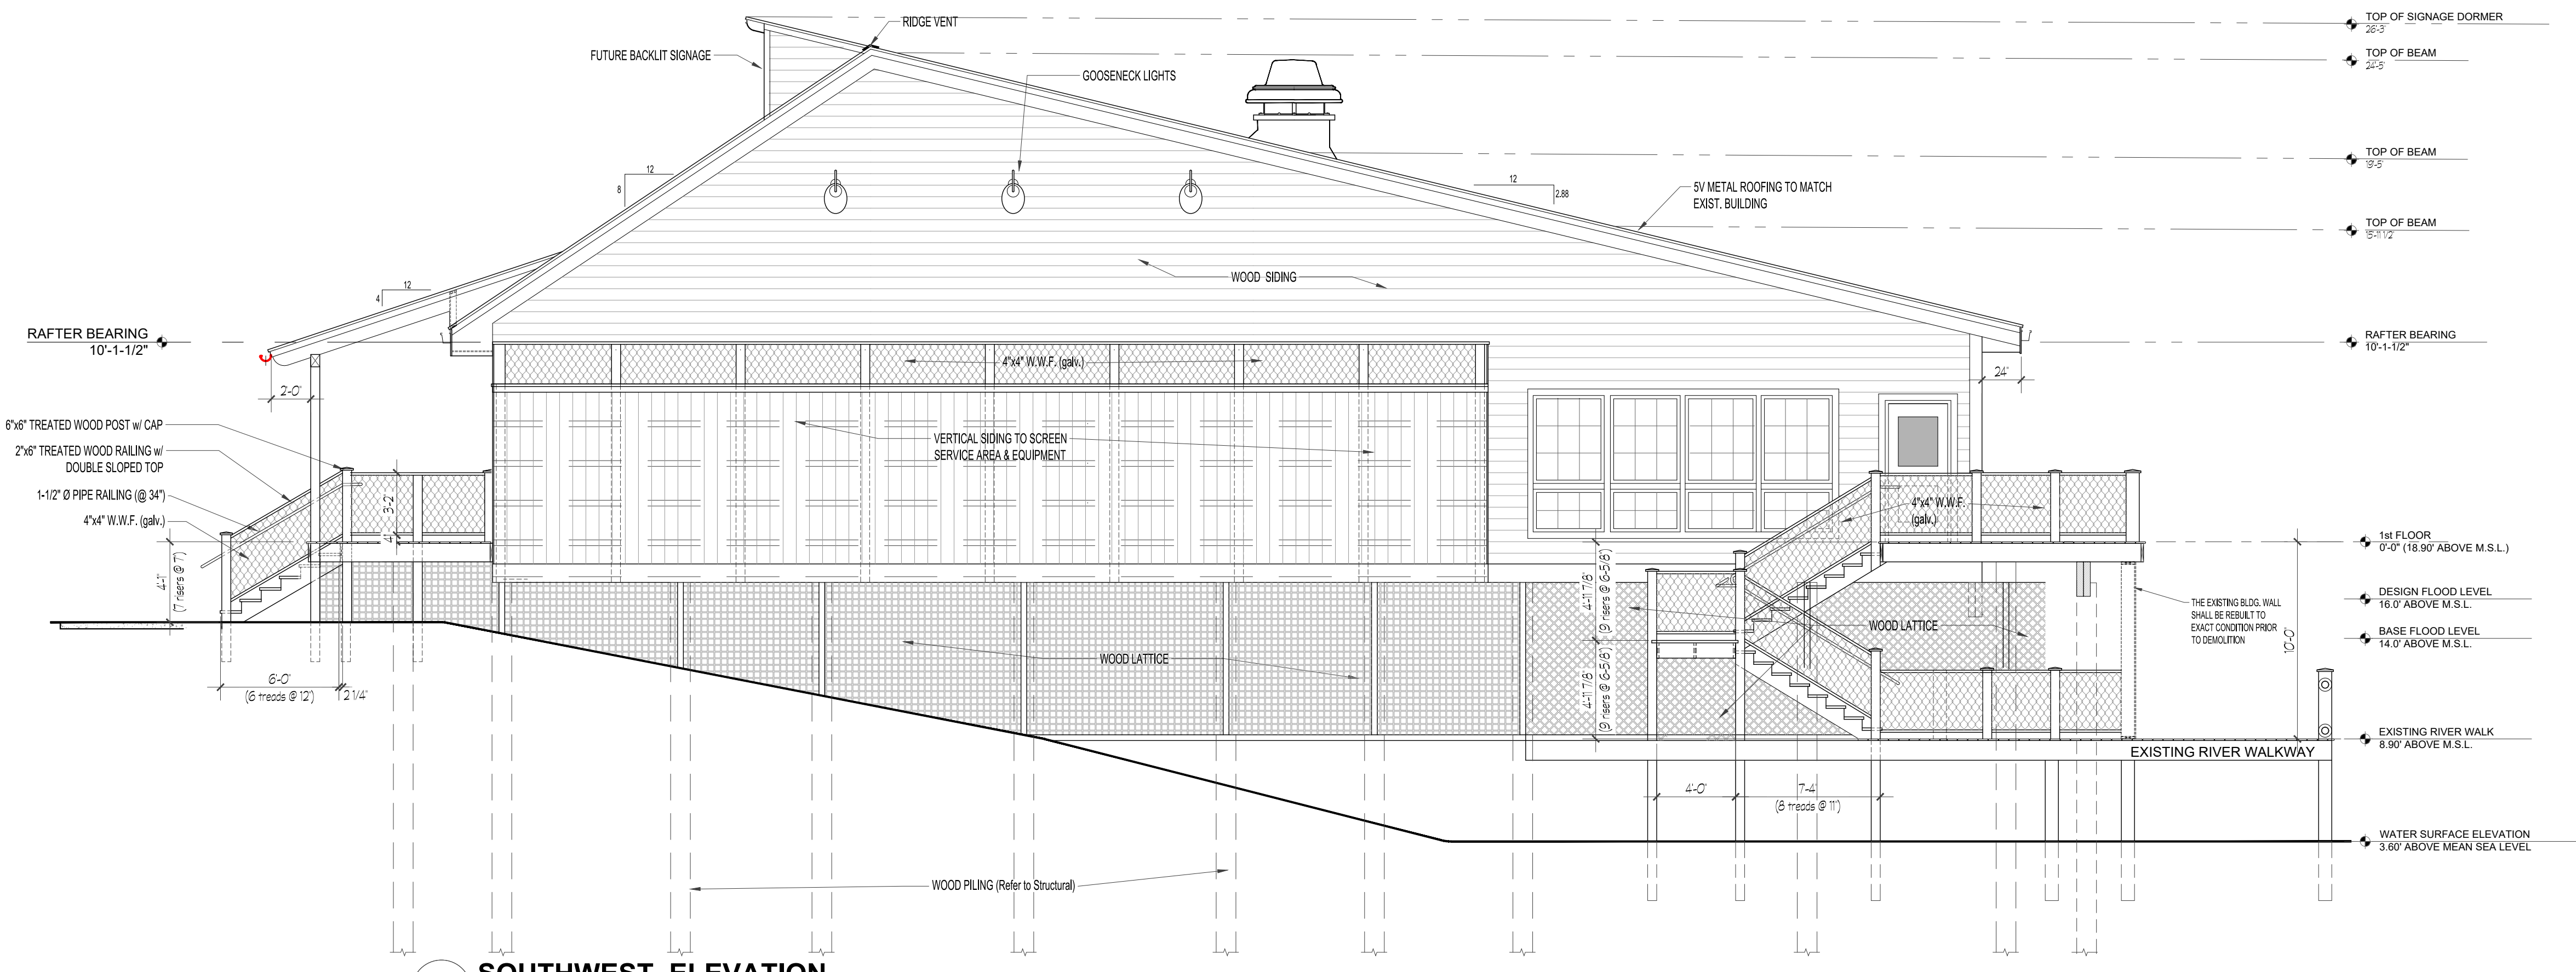 RIDGE VENT
FUTURE BACKLIT SIGNAGE
GOOSENECK LIGHTS
TOP OF SIGNAGE DORMER
26'-3"
TOP OF BEAM
24'-5"
TOP OF BEAM
19'-5"
TOP OF BEAM
15'-11 1/2"
12
8
12
2.88
5V METAL ROOFING TO MATCH
EXIST. BUILDING
WOOD SIDING
12
4
RAFTER BEARING
10'-1-1/2"
RAFTER BEARING
10'-1-1/2"
4"x4" W.W.F. (galv.)
24"
2'-0"
6"x6" TREATED WOOD POST w/ CAP
2"x6" TREATED WOOD RAILING w/
DOUBLE SLOPED TOP
1-1/2" Ø PIPE RAILING (@ 34")
4"x4" W.W.F. (galv.)
VERTICAL SIDING TO SCREEN
SERVICE AREA & EQUIPMENT
3'-2"
4"
4'-1"
(7 risers @ 7")
4"x4" W.W.F.
(galv.)
1st FLOOR
0'-0" (18.90' ABOVE M.S.L.)
4'-11 7/8"
(9 risers @ 6-5/8")
4'-11 7/8"
(9 risers @ 6-5/8")
DESIGN FLOOD LEVEL
16.0' ABOVE M.S.L.
THE EXISTING BLDG. WALL
SHALL BE REBUILT TO
EXACT CONDITION PRIOR
TO DEMOLITION
10'-0"
WOOD LATTICE
BASE FLOOD LEVEL
14.0' ABOVE M.S.L.
WOOD LATTICE
6'-0"
(6 treads @ 12")
2 1/4"
EXISTING RIVER WALK
8.90' ABOVE M.S.L.
EXISTING RIVER WALKWAY
4'-0"
7'-4"
(8 treads @ 11")
WATER SURFACE ELEVATION
3.60' ABOVE MEAN SEA LEVEL
WOOD PILING (Refer to Structural)
SOUTHWEST ELEVATION